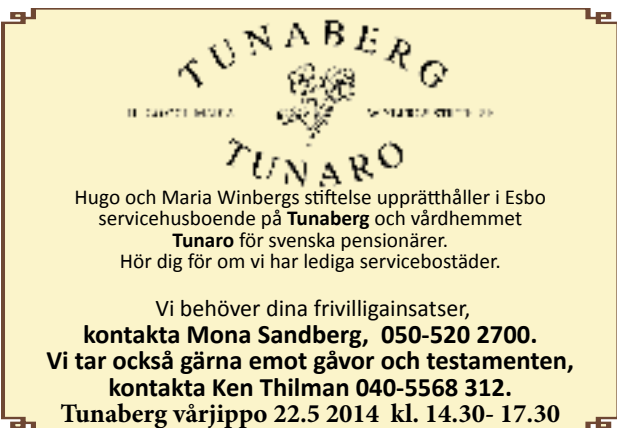 TUNABERG
TUNARO
Hugo och Maria Winbergs stiftelse upprätthåller i Esbo
servicehusboende på Tunaberg och vårdhemmet
Tunaro för svenska pensionärer.
Hör dig för om vi har lediga servicebostäder.
Vi behöver dina frivilligainsatser,
kontakta Mona Sandberg, 050-520 2700.
Vi tar också gärna emot gåvor och testamenten,
kontakta Ken Thilman 040-5568 312.
Tunaberg vårjippo 22.5 2014 kl. 14.30- 17.30